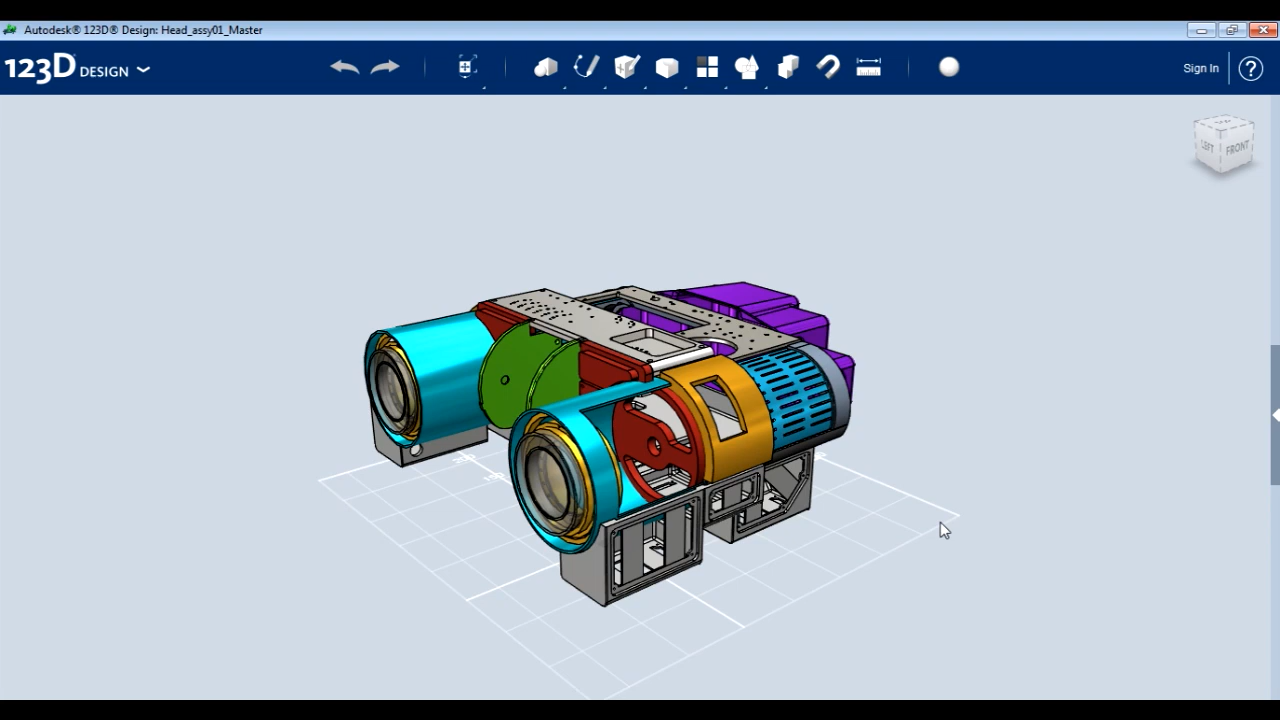 Autodesk® 123D® Design: Head_assy01_Master
123D DESIGN
Sign In
?
LEFT
FRONT